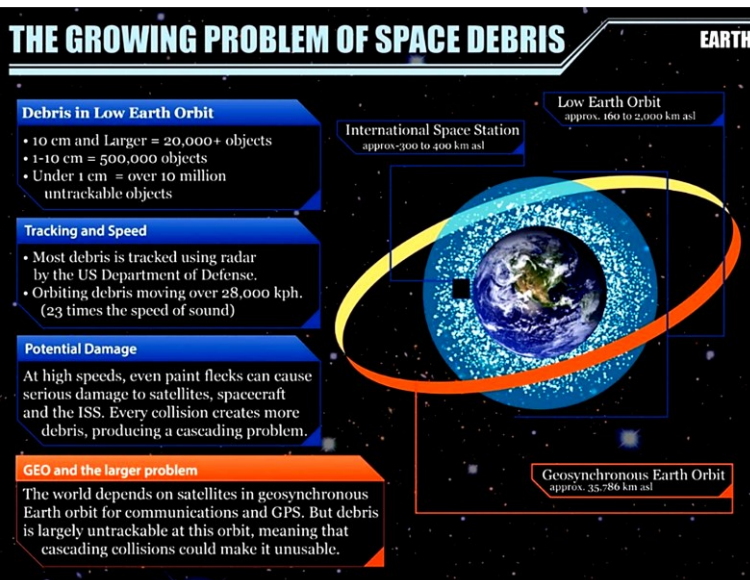 THE GROWING PROBLEM OF SPACE DEBRIS
EARTH
Debris in Low Earth Orbit
• 10 cm and Larger = 20,000+ objects
• 1-10 cm = 500,000 objects
• Under 1 cm = over 10 million
untrackable objects
Tracking and Speed
• Most debris is tracked using radar
by the US Department of Defense.
• Orbiting debris moving over 28,000 kph.
(23 times the speed of sound)
Potential Damage
At high speeds, even paint flecks can cause
serious damage to satellites, spacecraft
and the ISS. Every collision creates more
debris, producing a cascading problem.
GEO and the larger problem
The world depends on satellites in geosynchronous
Earth orbit for communications and GPS. But debris
is largely untrackable at this orbit, meaning that
cascading collisions could make it unusable.
International Space Station
approx-300 to 400 km asl
Low Earth Orbit
approx. 160 to 2,000 km asl
Geosynchronous Earth Orbit
approx. 35.786 km asl